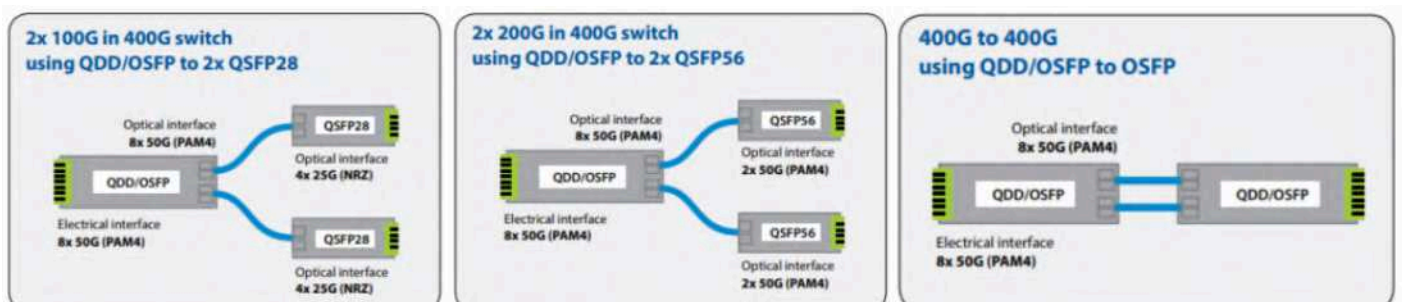 2x 100G in 400G switch
using QDD/OSFP to 2x QSFP28
Optical interface
8x 50G (PAM4)
QSFP28
Optical interface
4x 25G (NRZ)
QDD/OSFP
Electrical interface
8x 50G (PAM4)
QSFP28
Optical interface
4x 25G (NRZ)
2x 200G in 400G switch
using QDD/OSFP to 2x QSFP56
Optical interface
8x 50G (PAM4)
QSFP56
Optical interface
2x 50G (PAM4)
QDD/OSFP
Electrical interface
8x 50G (PAM4)
QSFP56
Optical interface
2x 50G (PAM4)
400G to 400G
using QDD/OSFP to OSFP
Optical interface
8x 50G (PAM4)
QDD/OSFP
QDD/OSFP
Electrical interface
8x 50G (PAM4)